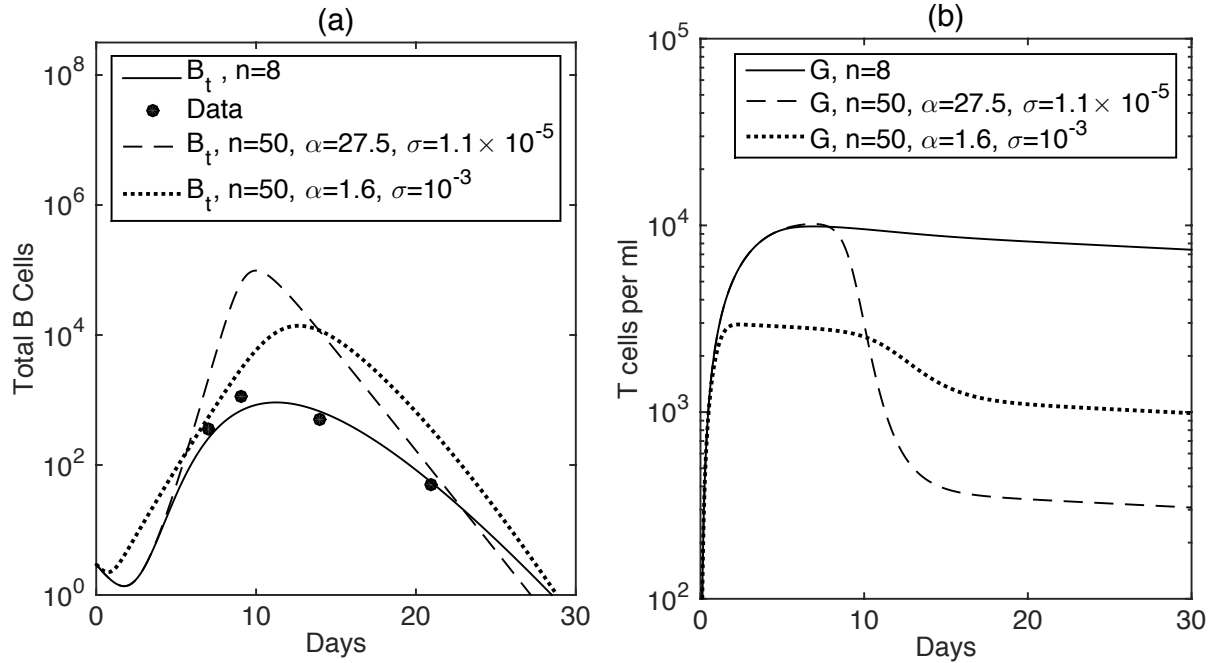 (a)
10^8
10^6
10^4
10^2
10^0
Total B Cells
B_t , n=8
Data
B_t, n=50, α=27.5, σ=1.1× 10^-5
B_t, n=50, α=1.6, σ=10^-3
0
10
20
30
Days
(b)
10^5
10^4
10^3
10^2
T cells per ml
G, n=8
G, n=50, α=27.5, σ=1.1× 10^-5
G, n=50, α=1.6, σ=10^-3
0
10
20
30
Days